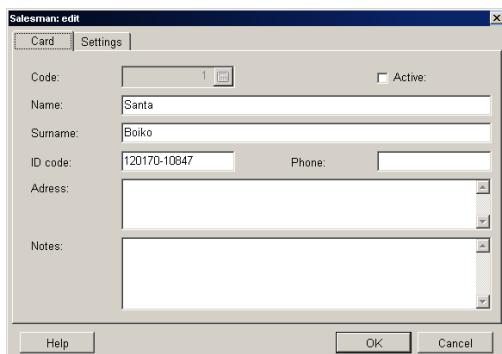 Salesman: edit
Card Settings
Code: 1 Active:
Name: Santa
Surname: Boiko
ID code: 120170-10847 Phone:
Adress:
Notes:
Help OK Cancel